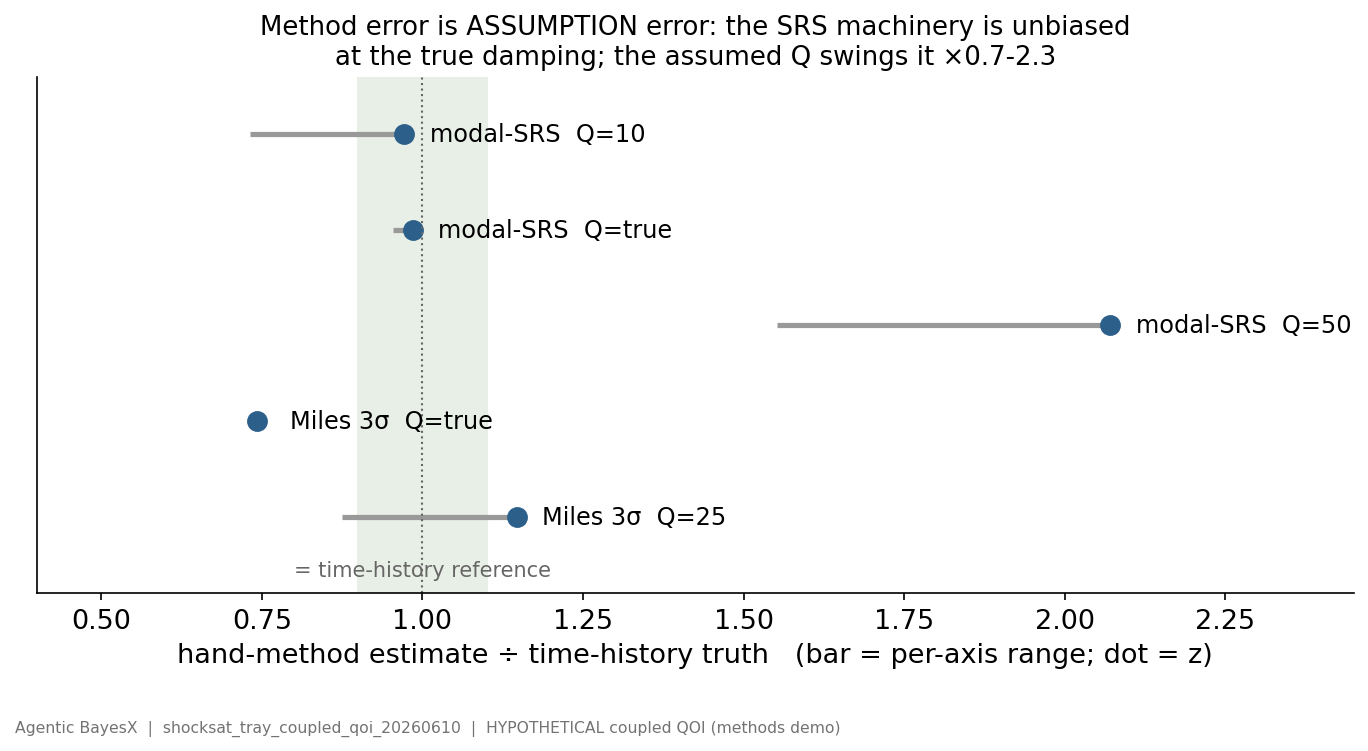 Method error is ASSUMPTION error: the SRS machinery is unbiased
at the true damping; the assumed Q swings it ×0.7-2.3
modal-SRS  Q=10
modal-SRS  Q=true
modal-SRS  Q=50
Miles 3σ  Q=true
Miles 3σ  Q=25
= time-history reference
0.50 0.75 1.00 1.25 1.50 1.75 2.00 2.25
hand-method estimate ÷ time-history truth   (bar = per-axis range; dot = z)
Agentic BayesX  |  shocksat_tray_coupled_qoi_20260610  |  HYPOTHETICAL coupled QOI (methods demo)